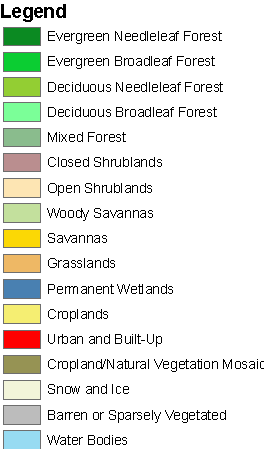 Legend
Evergreen Needleleaf Forest
Evergreen Broadleaf Forest
Deciduous Needleleaf Forest
Deciduous Broadleaf Forest
Mixed Forest
Closed Shrublands
Open Shrublands
Woody Savannas
Savannas
Grasslands
Permanent Wetlands
Croplands
Urban and Built-Up
Cropland/Natural Vegetation Mosaic
Snow and Ice
Barren or Sparsely Vegetated
Water Bodies